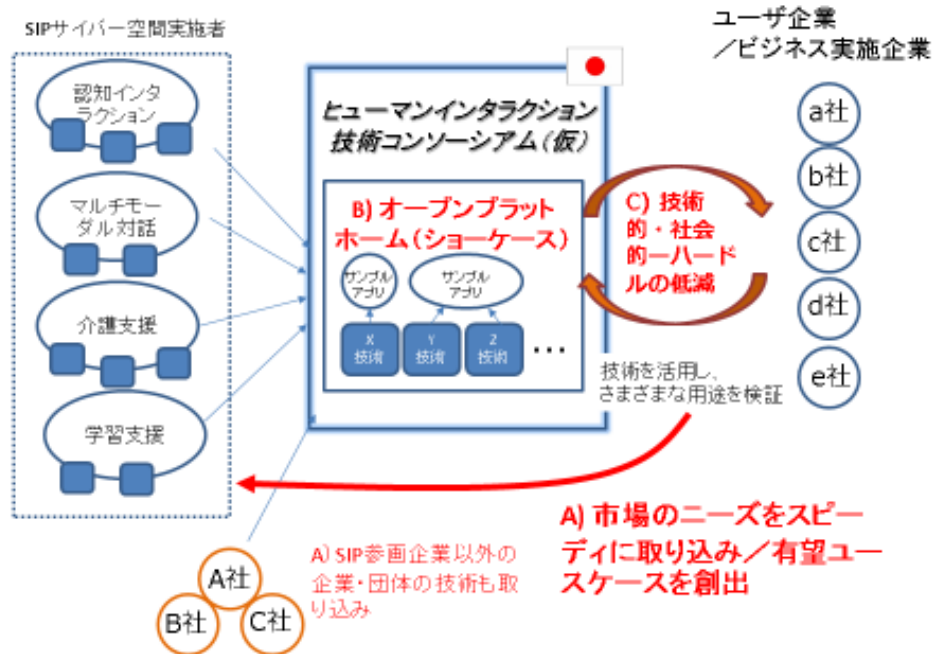 SIPサイバー空間実施者
認知インタ
ラクション
マルチモー
ダル対話
介護支援
学習支援
ヒューマンインタラクション
技術コンソーシアム(仮)
B) オープンプラット
ホーム(ショーケース)
サンプル
アプリ
サンプル
アプリ
X
技術
Y
技術
Z
技術
…
C) 技術
的・社会
的ーハード
ルの低減
ユーザ企業
/ビジネス実施企業
a社
b社
c社
d社
e社
技術を活用し、
さまざまな用途を検証
A) 市場のニーズをスピー
ディに取り込み/有望ユー
スケースを創出
A) SIP参画企業以外の
企業・団体の技術も取
り込み
A社
B社
C社